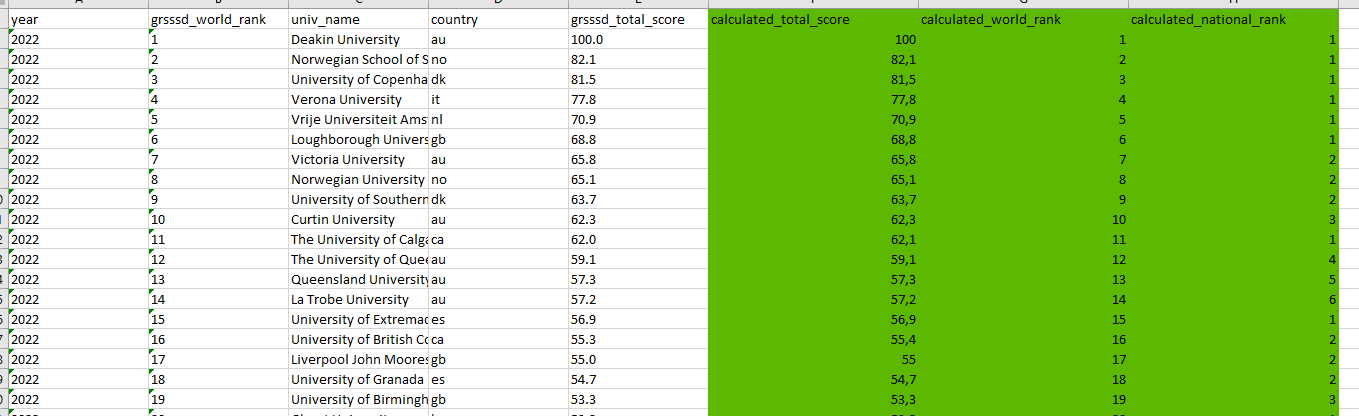 year grsssd_world_rank univ_name country grsssd_total_score calculated_total_score calculated_world_rank calculated_national_rank
2022 1 Deakin University au 100.0 100 1 1
2022 2 Norwegian School of S no 82.1 82,1 2 1
2022 3 University of Copenha dk 81.5 81,5 3 1
2022 4 Verona University it 77.8 77,8 4 1
2022 5 Vrije Universiteit Ams nl 70.9 70,9 5 1
2022 6 Loughborough Univers gb 68.8 68,8 6 1
2022 7 Victoria University au 65.8 65,8 7 2
2022 8 Norwegian University no 65.1 65,1 8 2
2022 9 University of Southern dk 63.7 63,7 9 2
2022 10 Curtin University au 62.3 62,3 10 3
2022 11 The University of Calga ca 62.0 62,1 11 1
2022 12 The University of Quee au 59.1 59,1 12 4
2022 13 Queensland University au 57.3 57,3 13 5
2022 14 La Trobe University au 57.2 57,2 14 6
2022 15 University of Extremad es 56.9 56,9 15 1
2022 16 University of British Co ca 55.3 55,4 16 2
2022 17 Liverpool John Moores gb 55.0 55 17 2
2022 18 University of Granada es 54.7 54,7 18 2
2022 19 University of Birmingh gb 53.3 53,3 19 3